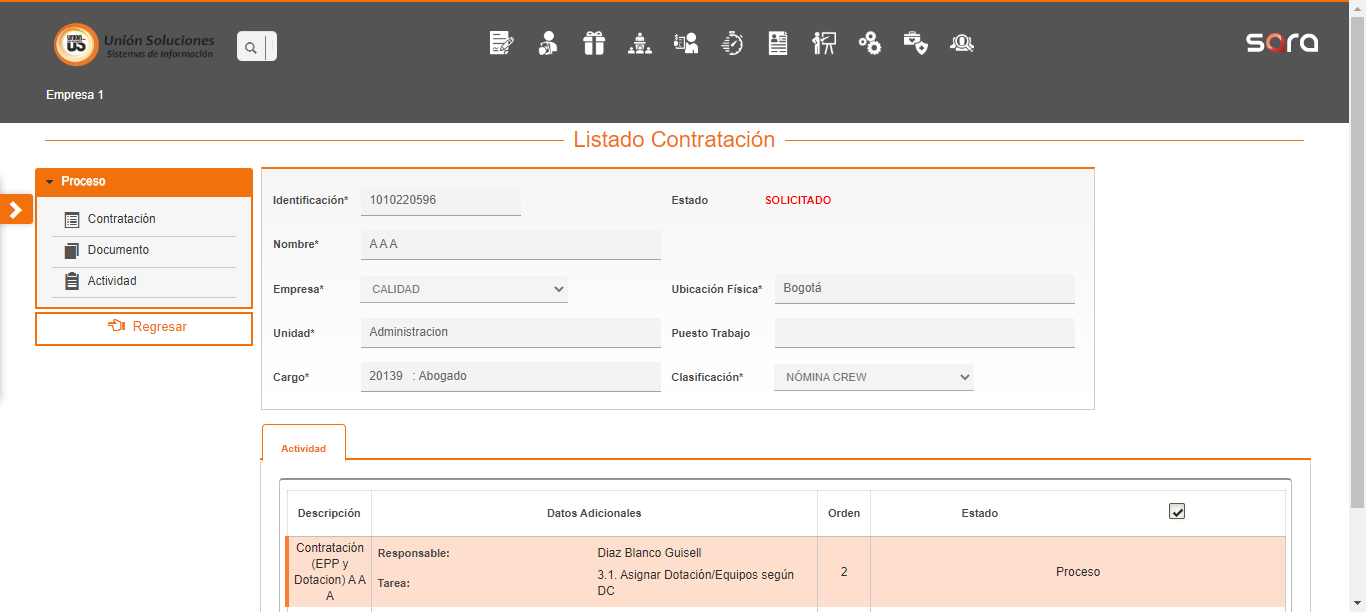 UNION
US
Unión Soluciones
Sistemas de Información
sara
Empresa 1
Listado Contratación
Proceso
Contratación
Documento
Actividad
Regresar
Identificación* 1010220596 Estado SOLICITADO
Nombre* A A A
Empresa* CALIDAD Ubicación Física* Bogotá
Unidad* Administracion Puesto Trabajo
Cargo* 20139 : Abogado Clasificación* NÓMINA CREW
Actividad
Descripción Datos Adicionales Orden Estado
Contratación
(EPP y
Dotacion) A A
A
Responsable: Diaz Blanco Guisell
Tarea: 3.1. Asignar Dotación/Equipos según
DC
2
Proceso